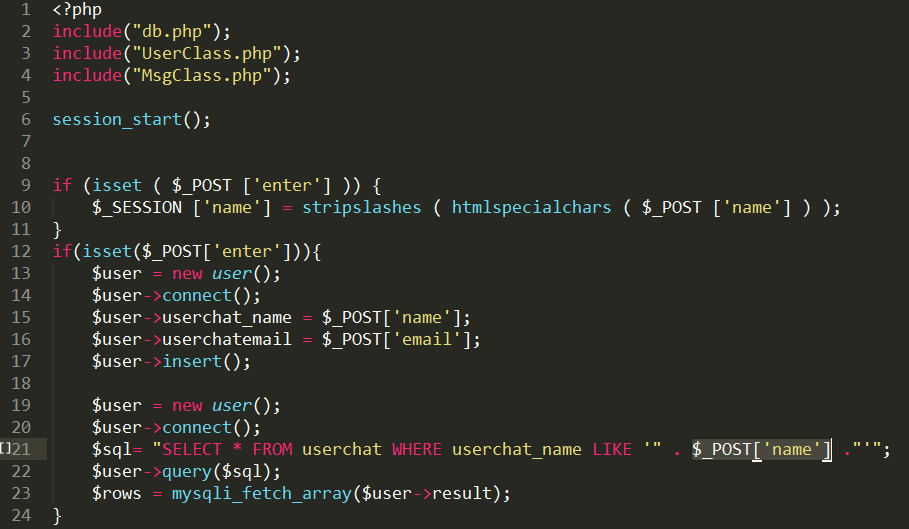 1 <?php
2 include("db.php");
3 include("UserClass.php");
4 include("MsgClass.php");
5
6 session_start();
7
8
9 if (isset ( $_POST ['enter'] )) {
10 $_SESSION ['name'] = stripslashes ( htmlspecialchars ( $_POST ['name'] ) );
11 }
12 if(isset($_POST['enter'])){
13 $user = new user();
14 $user->connect();
15 $user->userchat_name = $_POST['name'];
16 $user->userchatemail = $_POST['email'];
17 $user->insert();
18
19 $user = new user();
20 $user->connect();
[]21 $sql= "SELECT * FROM userchat WHERE userchat_name LIKE '" . $_POST['name'] ."'";
22 $user->query($sql);
23 $rows = mysqli_fetch_array($user->result);
24 }